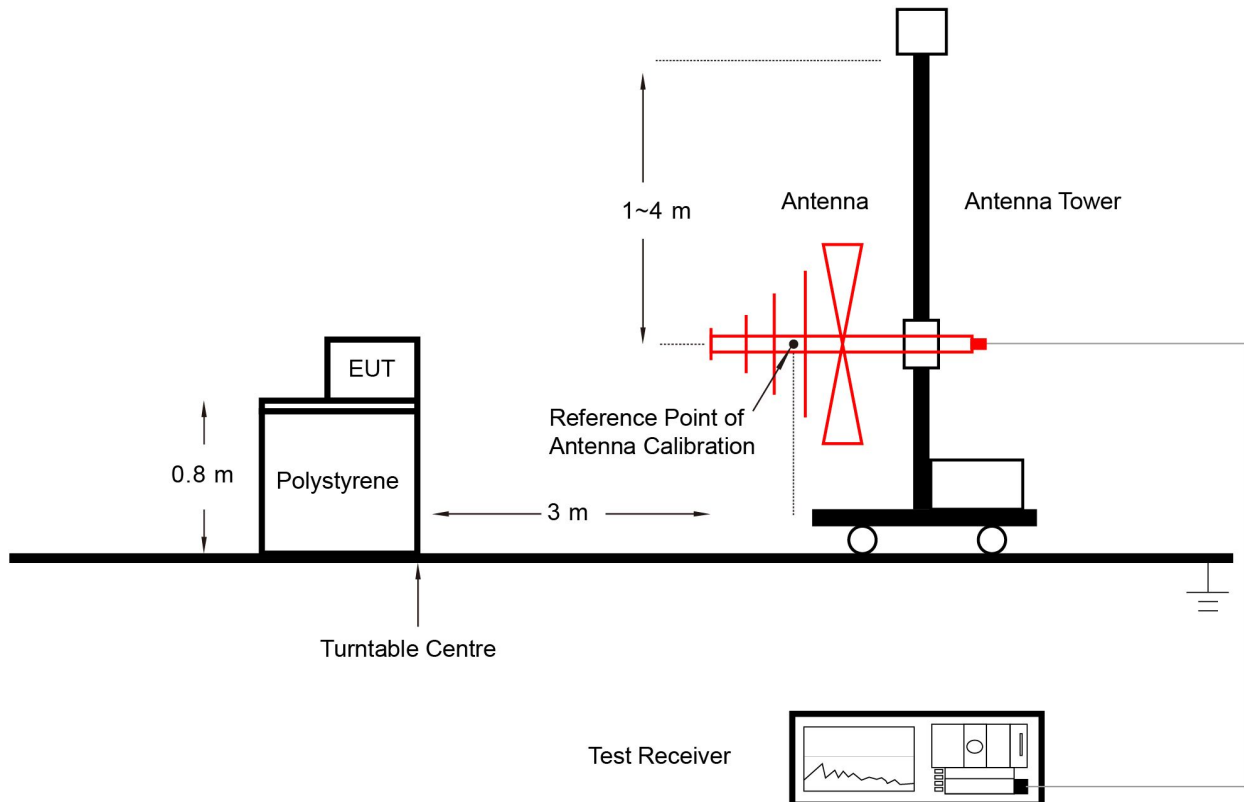 1~4 m
Antenna
Antenna Tower
EUT
Reference Point of
Antenna Calibration
0.8 m
Polystyrene
3 m
Turntable Centre
Test Receiver